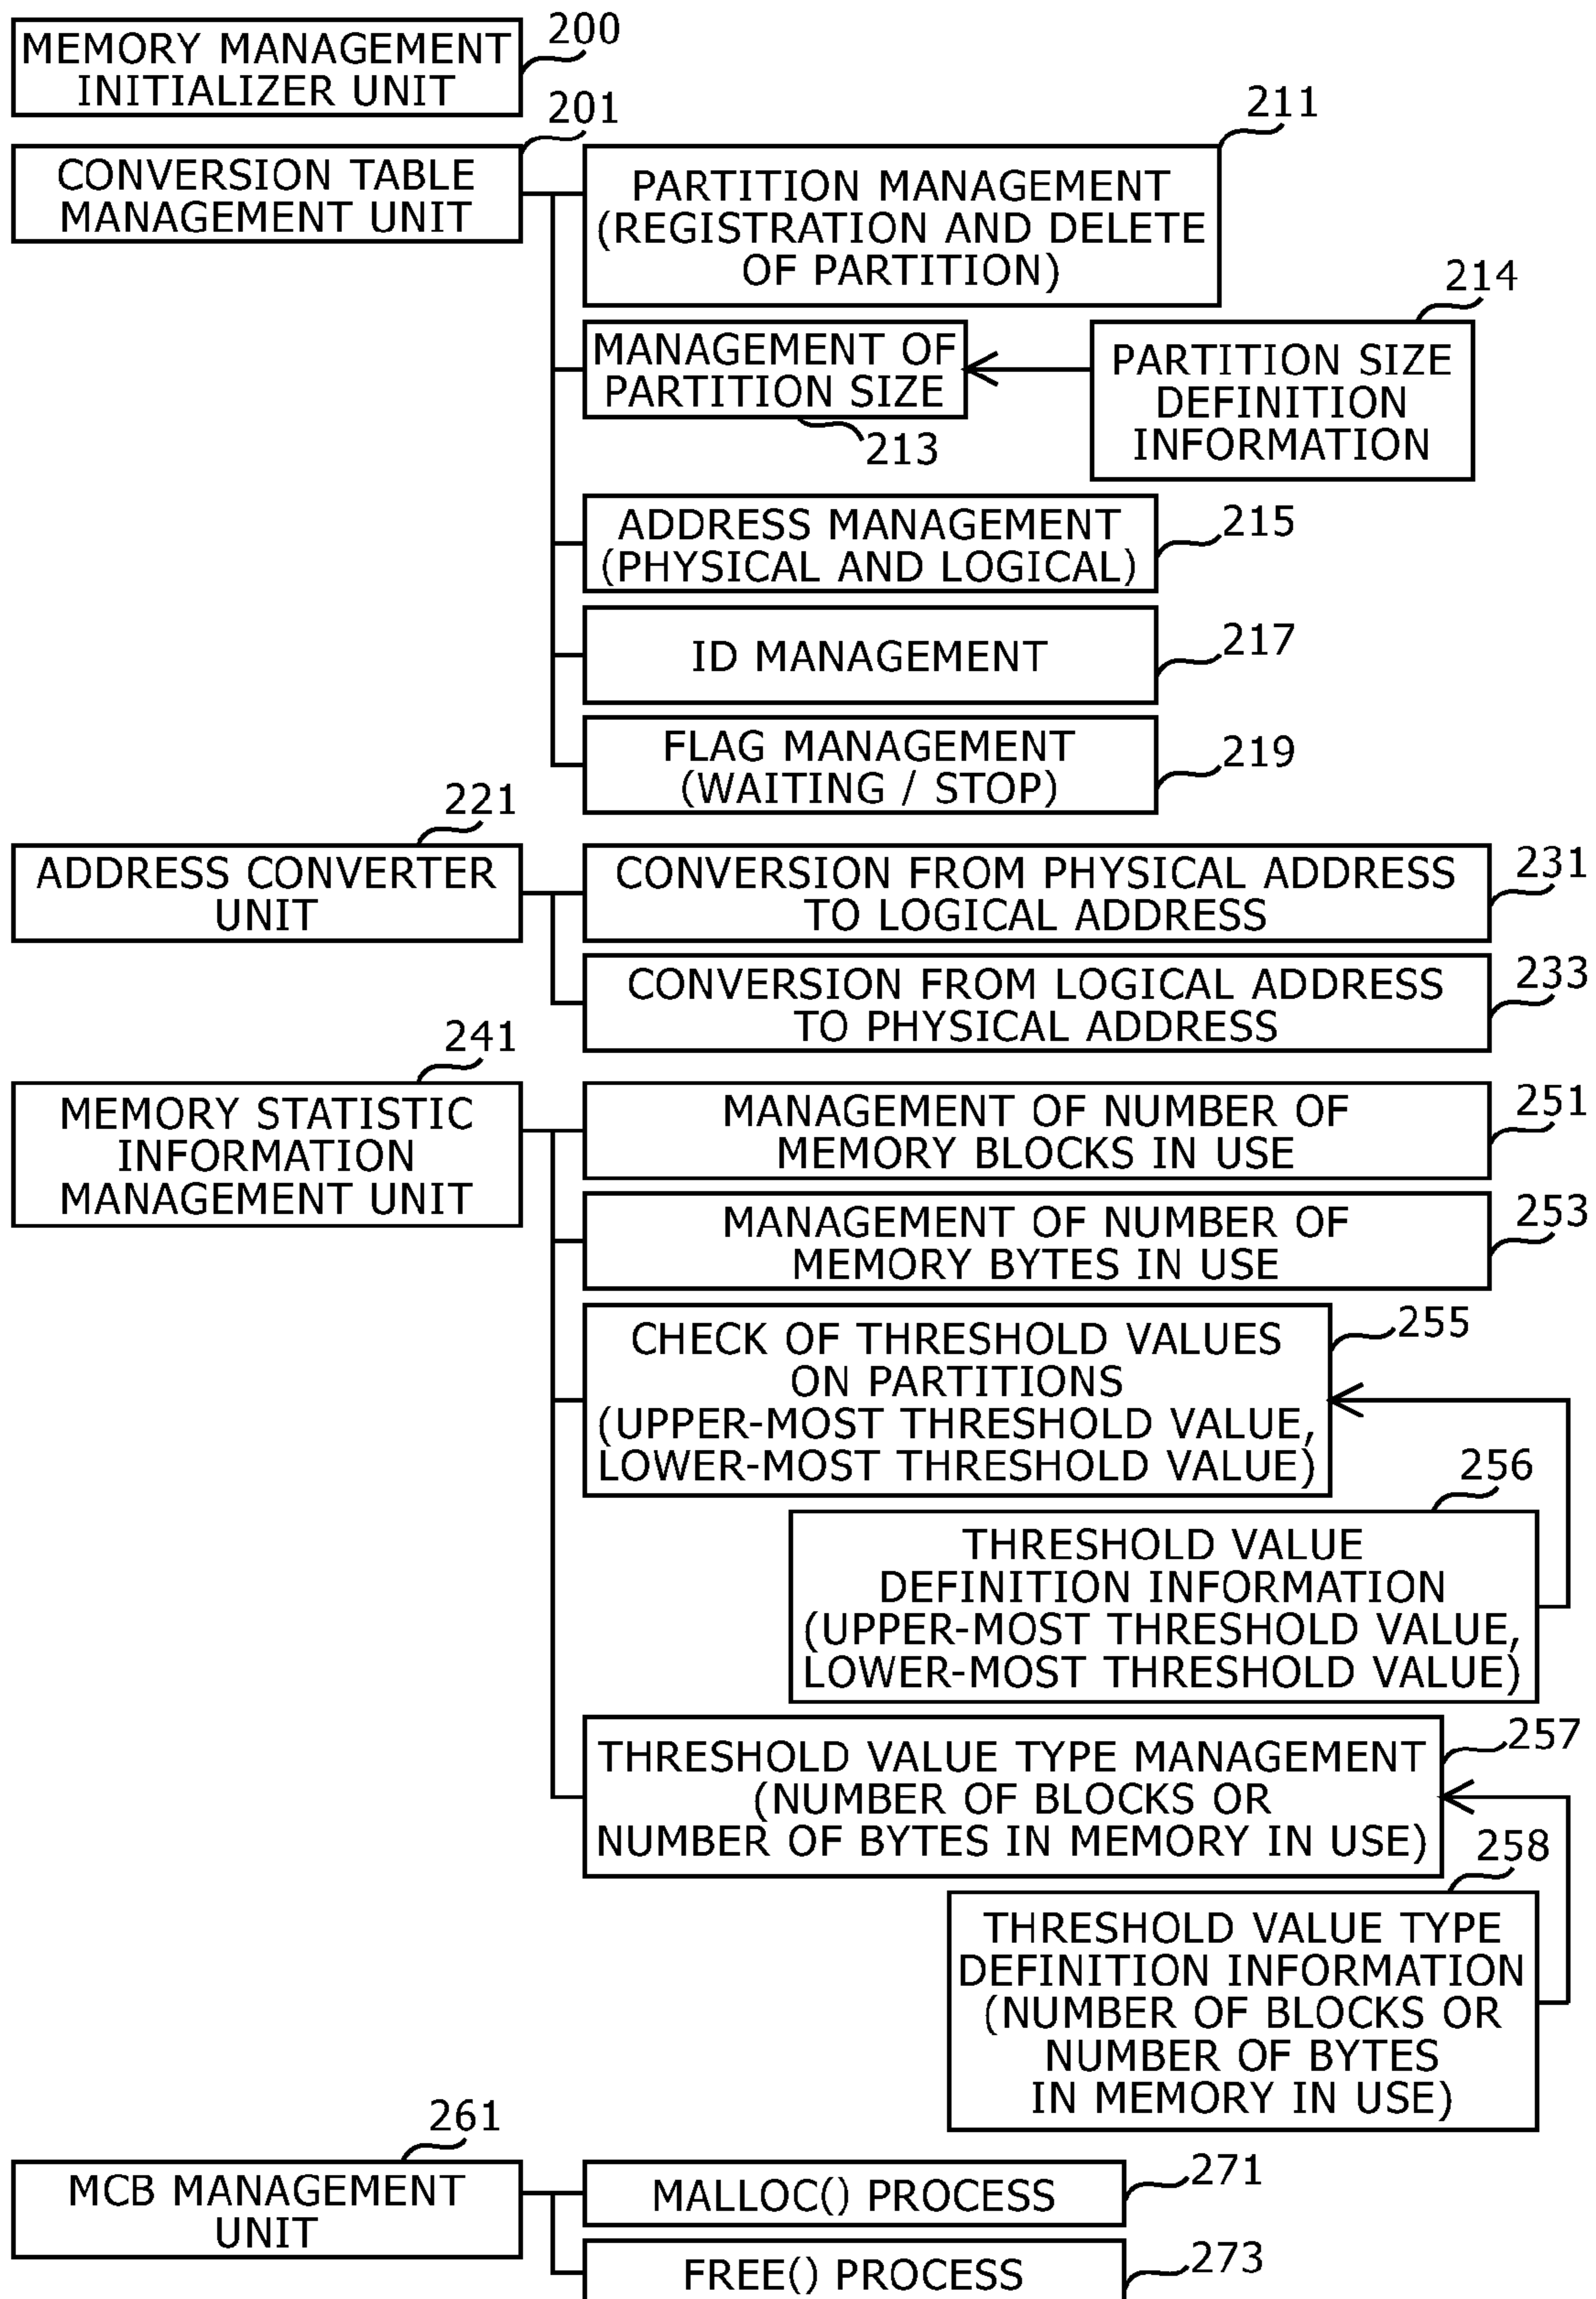 200
MEMORY MANAGEMENT
INITIALIZER UNIT
201
CONVERSION TABLE
MANAGEMENT UNIT
211
PARTITION MANAGEMENT
(REGISTRATION AND DELETE
OF PARTITION)
214
MANAGEMENT OF
PARTITION SIZE
213
PARTITION SIZE
DEFINITION
INFORMATION
ADDRESS MANAGEMENT
(PHYSICAL AND LOGICAL)
215
ID MANAGEMENT
217
FLAG MANAGEMENT
(WAITING / STOP)
219
221
ADDRESS CONVERTER
UNIT
CONVERSION FROM PHYSICAL ADDRESS
TO LOGICAL ADDRESS
231
CONVERSION FROM LOGICAL ADDRESS
TO PHYSICAL ADDRESS
233
241
MEMORY STATISTIC
INFORMATION
MANAGEMENT UNIT
MANAGEMENT OF NUMBER OF
MEMORY BLOCKS IN USE
251
MANAGEMENT OF NUMBER OF
MEMORY BYTES IN USE
253
CHECK OF THRESHOLD VALUES
ON PARTITIONS
(UPPER-MOST THRESHOLD VALUE,
LOWER-MOST THRESHOLD VALUE)
255
256
THRESHOLD VALUE
DEFINITION INFORMATION
(UPPER-MOST THRESHOLD VALUE,
LOWER-MOST THRESHOLD VALUE)
THRESHOLD VALUE TYPE MANAGEMENT
(NUMBER OF BLOCKS OR
NUMBER OF BYTES IN MEMORY IN USE)
257
258
THRESHOLD VALUE TYPE
DEFINITION INFORMATION
(NUMBER OF BLOCKS OR
NUMBER OF BYTES
IN MEMORY IN USE)
261
MCB MANAGEMENT
UNIT
MALLOC() PROCESS
271
FREE() PROCESS
273